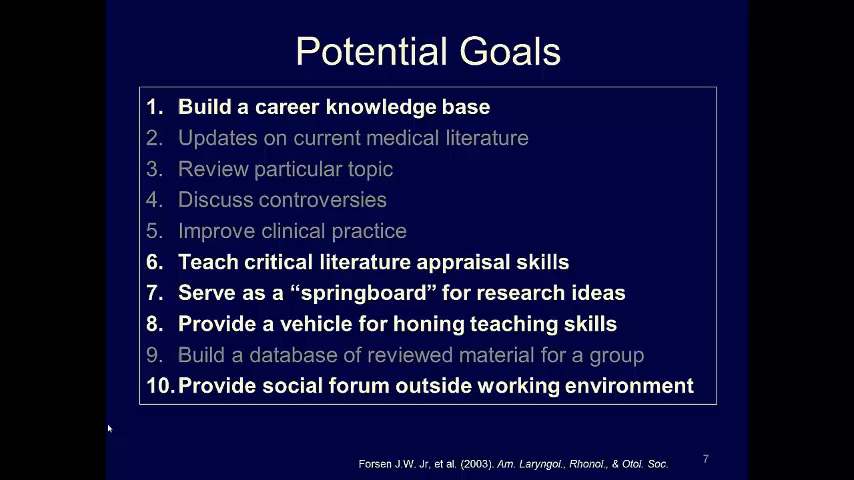 Potential Goals
1. Build a career knowledge base
2. Updates on current medical literature
3. Review particular topic
4. Discuss controversies
5. Improve clinical practice
6. Teach critical literature appraisal skills
7. Serve as a “springboard” for research ideas
8. Provide a vehicle for honing teaching skills
9. Build a database of reviewed material for a group
10. Provide social forum outside working environment
Forsen J.W. Jr, et al. (2003). Am. Laryngol., Rhonol., & Otol. Soc.
7